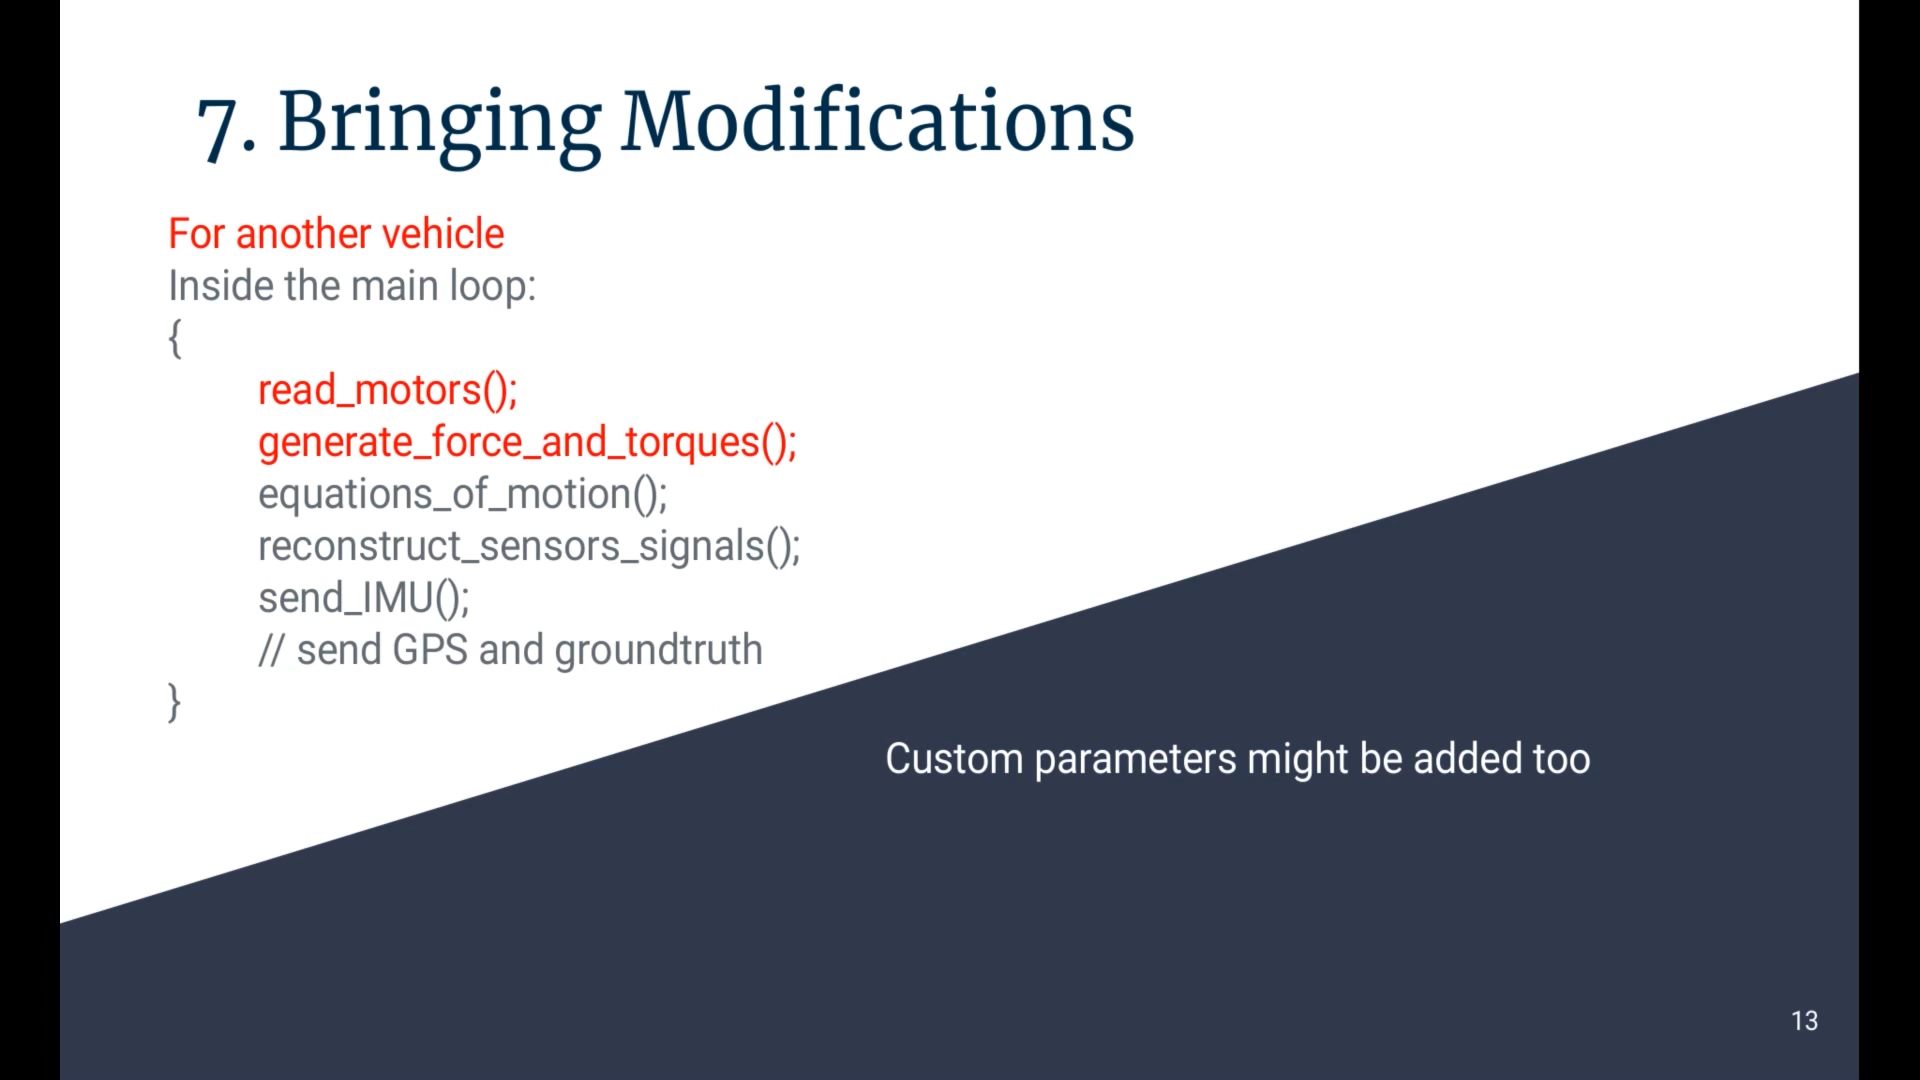 7. Bringing Modifications
For another vehicle
Inside the main loop:
{
read_motors();
generate_force_and_torques();
equations_of_motion();
reconstruct_sensors_signals();
send_IMU();
// send GPS and groundtruth
}
Custom parameters might be added too
13